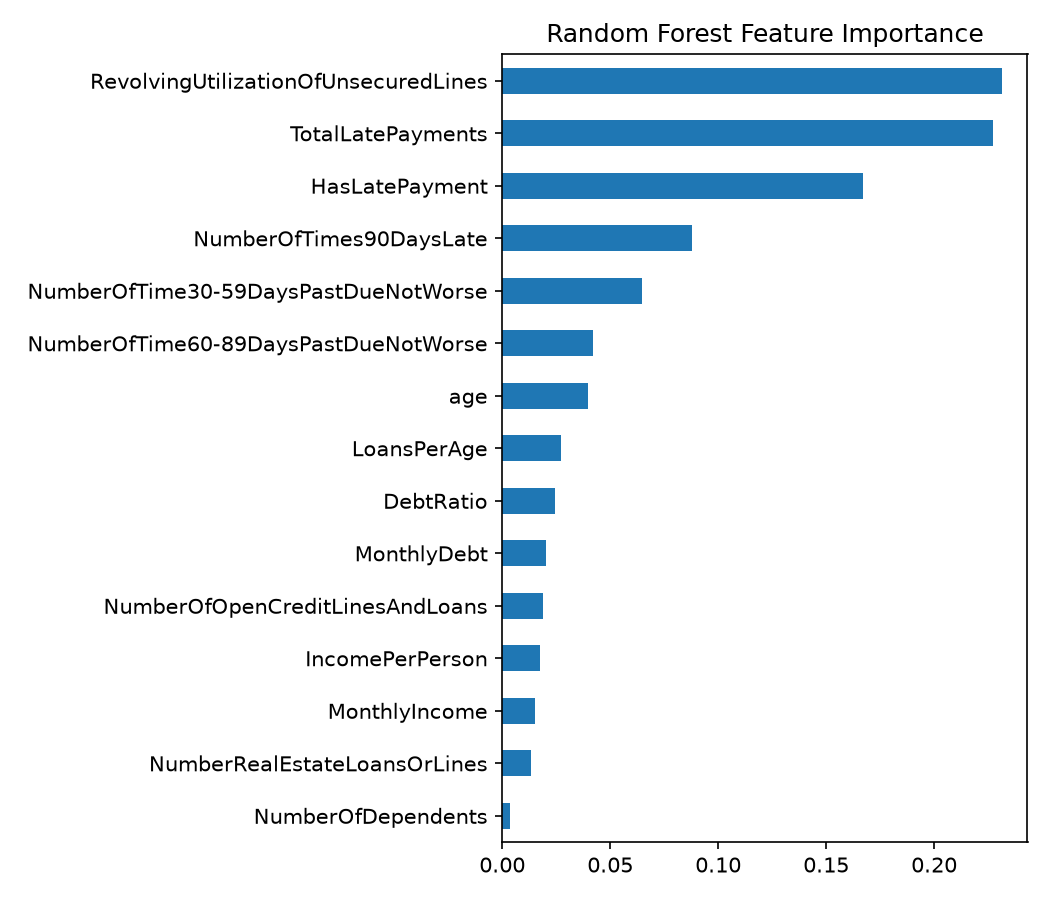 Random Forest Feature Importance
RevolvingUtilizationOfUnsecuredLines
TotalLatePayments
HasLatePayment
NumberOfTimes90DaysLate
NumberOfTime30-59DaysPastDueNotWorse
NumberOfTime60-89DaysPastDueNotWorse
age
LoansPerAge
DebtRatio
MonthlyDebt
NumberOfOpenCreditLinesAndLoans
IncomePerPerson
MonthlyIncome
NumberRealEstateLoansOrLines
NumberOfDependents
0.00 0.05 0.10 0.15 0.20